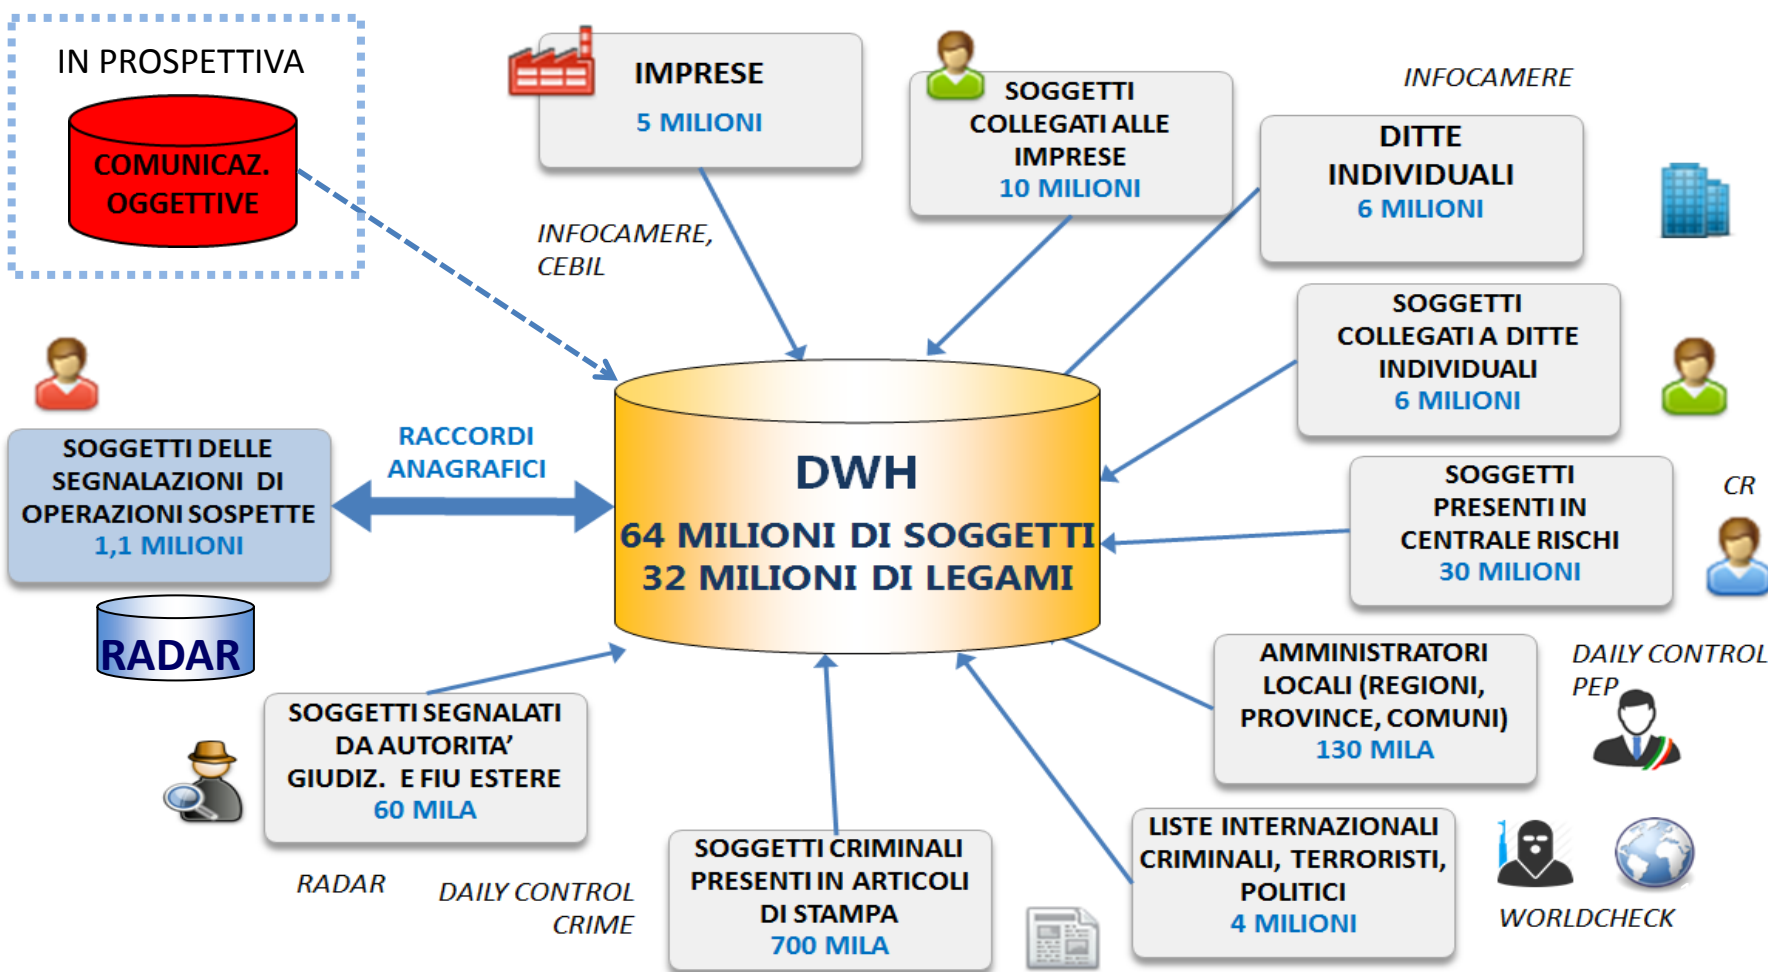 IN PROSPETTIVA
COMUNICAZ.
OGGETTIVE
IMPRESE
5 MILIONI
INFOCAMERE,
CEBIL
SOGGETTI
COLLEGATI ALLE
IMPRESE
10 MILIONI
INFOCAMERE
DITTE
INDIVIDUALI
6 MILIONI
SOGGETTI
COLLEGATI A DITTE
INDIVIDUALI
6 MILIONI
SOGGETTI DELLE
SEGNALAZIONI DI
OPERAZIONI SOSPETTE
1,1 MILIONI
RACCORDI
ANAGRAFICI
DWH
64 MILIONI DI SOGGETTI
32 MILIONI DI LEGAMI
SOGGETTI
PRESENTI IN
CENTRALE RISCHI
30 MILIONI
CR
RADAR
AMMINISTRATORI
LOCALI (REGIONI,
PROVINCE, COMUNI)
130 MILA
DAILY CONTROL
PEP
SOGGETTI SEGNALATI
DA AUTORITA’
GIUDIZ. E FIU ESTERE
60 MILA
RADAR
DAILY CONTROL
CRIME
SOGGETTI CRIMINALI
PRESENTI IN ARTICOLI
DI STAMPA
700 MILA
LISTE INTERNAZIONALI
CRIMINALI, TERRORISTI,
POLITICI
4 MILIONI
WORLDCHECK